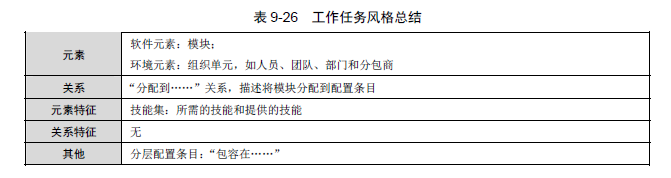 表 9-26 工作任务风格总结
元素
软件元素：模块；
环境元素：组织单元，如人员、团队、部门和分包商
关系
“分配到……”关系，描述将模块分配到配置条目
元素特征
技能集：所需的技能和提供的技能
关系特征
无
其他
分层配置条目：“包容在……”